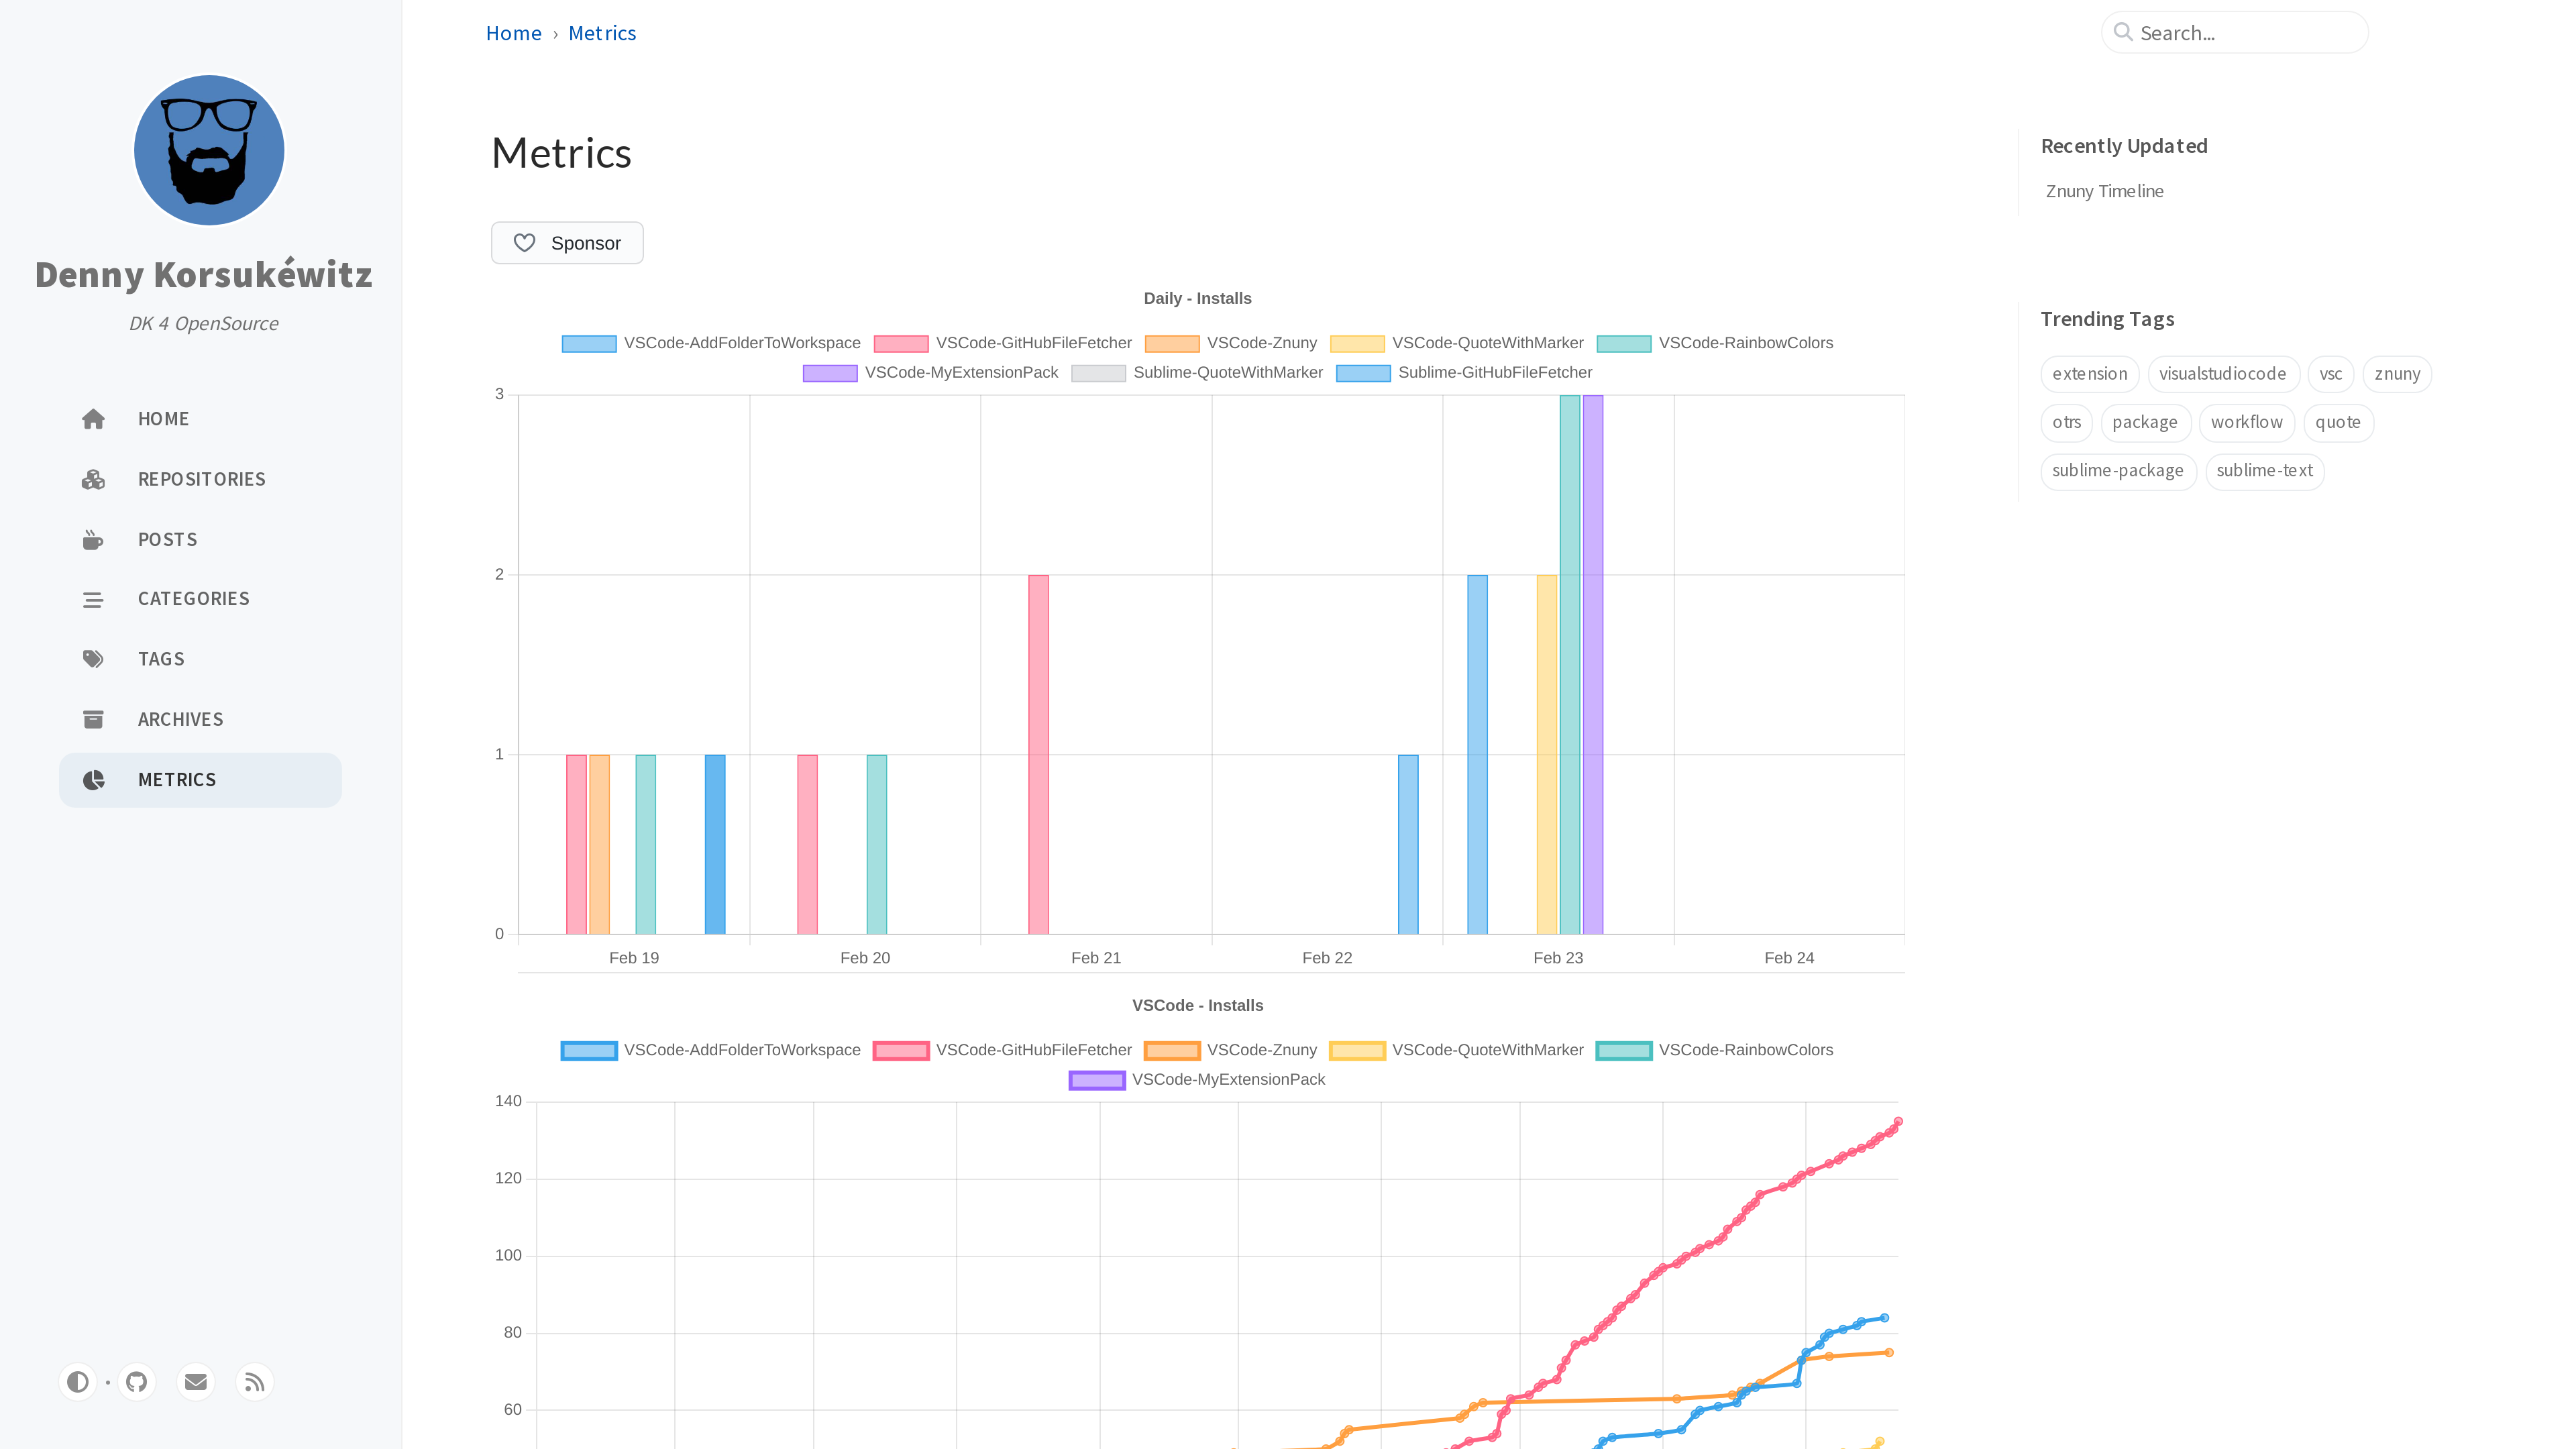 Denny Korsukéwitz
DK 4 OpenSource
HOME
REPOSITORIES
POSTS
CATEGORIES
TAGS
ARCHIVES
METRICS
Home › Metrics
Search...
Metrics
Sponsor
Daily - Installs
VSCode-AddFolderToWorkspace VSCode-GitHubFileFetcher VSCode-Znuny VSCode-QuoteWithMarker VSCode-RainbowColors
VSCode-MyExtensionPack Sublime-QuoteWithMarker Sublime-GitHubFileFetcher
3
2
1
0
Feb 19 Feb 20 Feb 21 Feb 22 Feb 23 Feb 24
VSCode - Installs
VSCode-AddFolderToWorkspace VSCode-GitHubFileFetcher VSCode-Znuny VSCode-QuoteWithMarker VSCode-RainbowColors
VSCode-MyExtensionPack
140
120
100
80
60
Recently Updated
Znuny Timeline
Trending Tags
extension visualstudiocode vsc znuny
otrs package workflow quote
sublime-package sublime-text